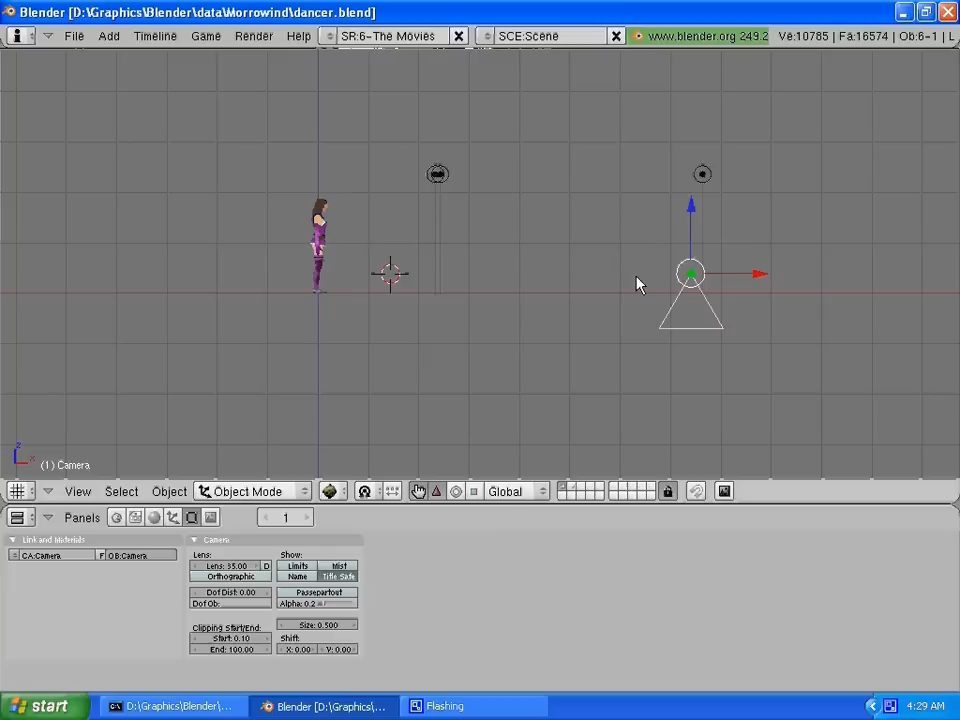 Blender [D:\Graphics\Blender\data\Morrowind\dancer.blend]
File Add Timeline Game Render Help SR:6-The Movies SCE:Scene www.blender.org 249.2 Ve:10785 | Fa:16574 | Ob:6-1 | L
z
x
(1) Camera
View Select Object Object Mode Global
Panels 1
Link and Materials Camera
CA:Camera F OB:Camera
Lens: Show:
Lens: 35.00 D Limits Mist
Orthographic Name Title Safe
Dof Dist: 0.00 Passepartout
Dof Ob: Alpha: 0.2
Size: 0.500
Clipping Start/End: Shift:
Start: 0.10
End: 100.00 X: 0.00 Y: 0.00
start D:\Graphics\Blender\... Blender [D:\Graphics\... Flashing 4:29 AM